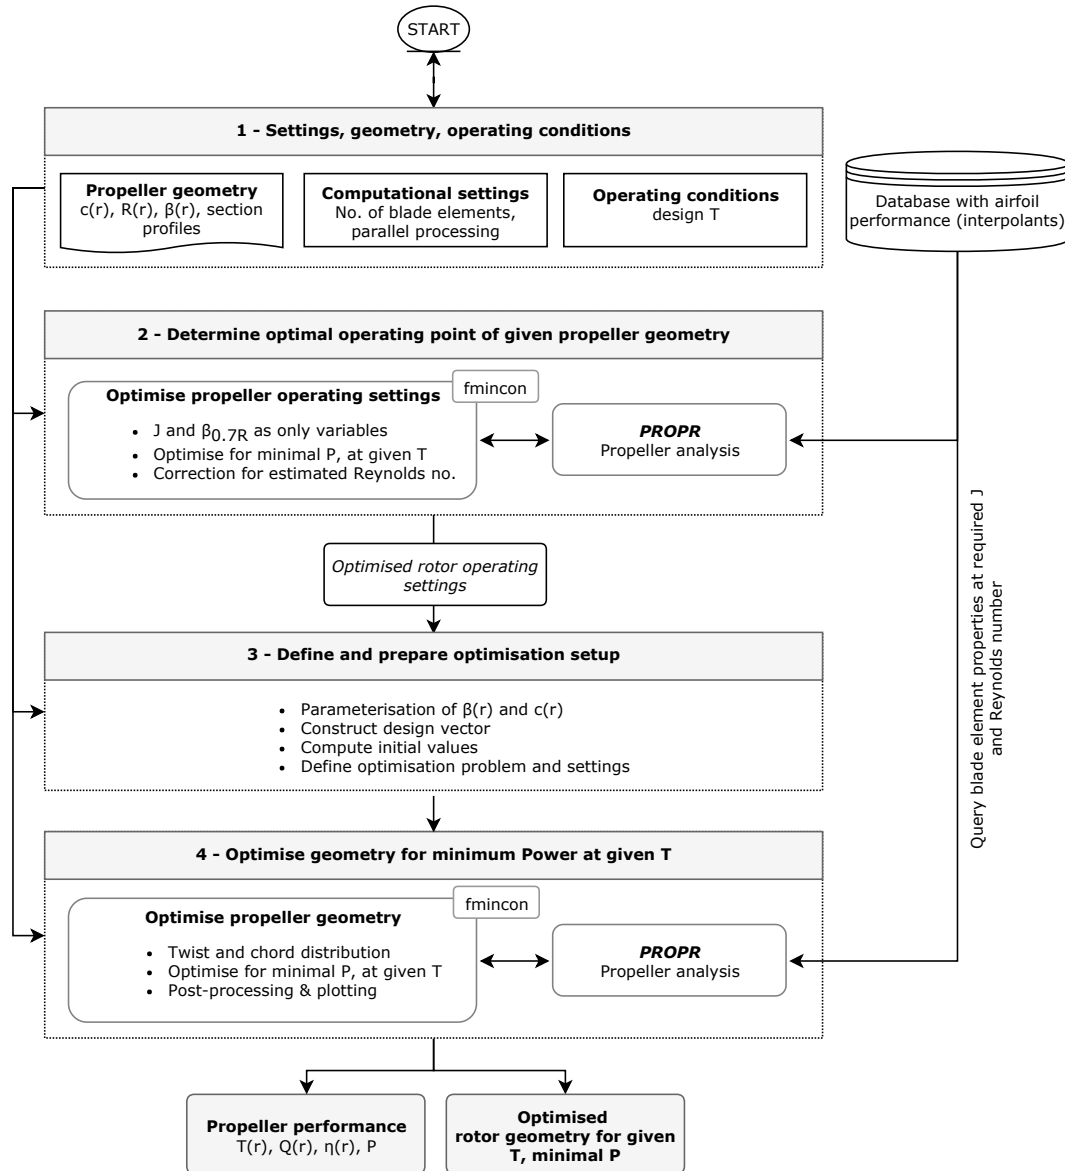 START
1 - Settings, geometry, operating conditions
Propeller geometry
c(r), R(r), β(r), section
profiles
Computational settings
No. of blade elements,
parallel processing
Operating conditions
design T
Database with airfoil
performance (interpolants)
2 - Determine optimal operating point of given propeller geometry
fmincon
Optimise propeller operating settings
• J and β0.7R as only variables
• Optimise for minimal P, at given T
• Correction for estimated Reynolds no.
PROPR
Propeller analysis
Optimised rotor operating
settings
Query blade element properties at required J
and Reynolds number
3 - Define and prepare optimisation setup
• Parameterisation of β(r) and c(r)
• Construct design vector
• Compute initial values
• Define optimisation problem and settings
4 - Optimise geometry for minimum Power at given T
fmincon
Optimise propeller geometry
• Twist and chord distribution
• Optimise for minimal P, at given T
• Post-processing & plotting
PROPR
Propeller analysis
Propeller performance
T(r), Q(r), η(r), P
Optimised
rotor geometry for given
T, minimal P